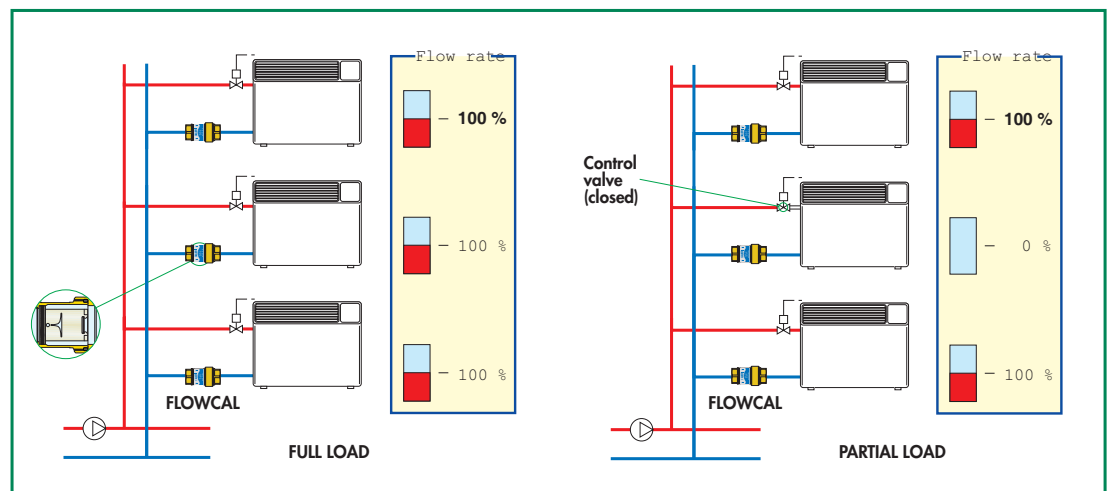 Flow rate
100 %
100 %
100 %
FLOWCAL
FULL LOAD
Flow rate
100 %
Control
valve
(closed)
0 %
100 %
FLOWCAL
PARTIAL LOAD